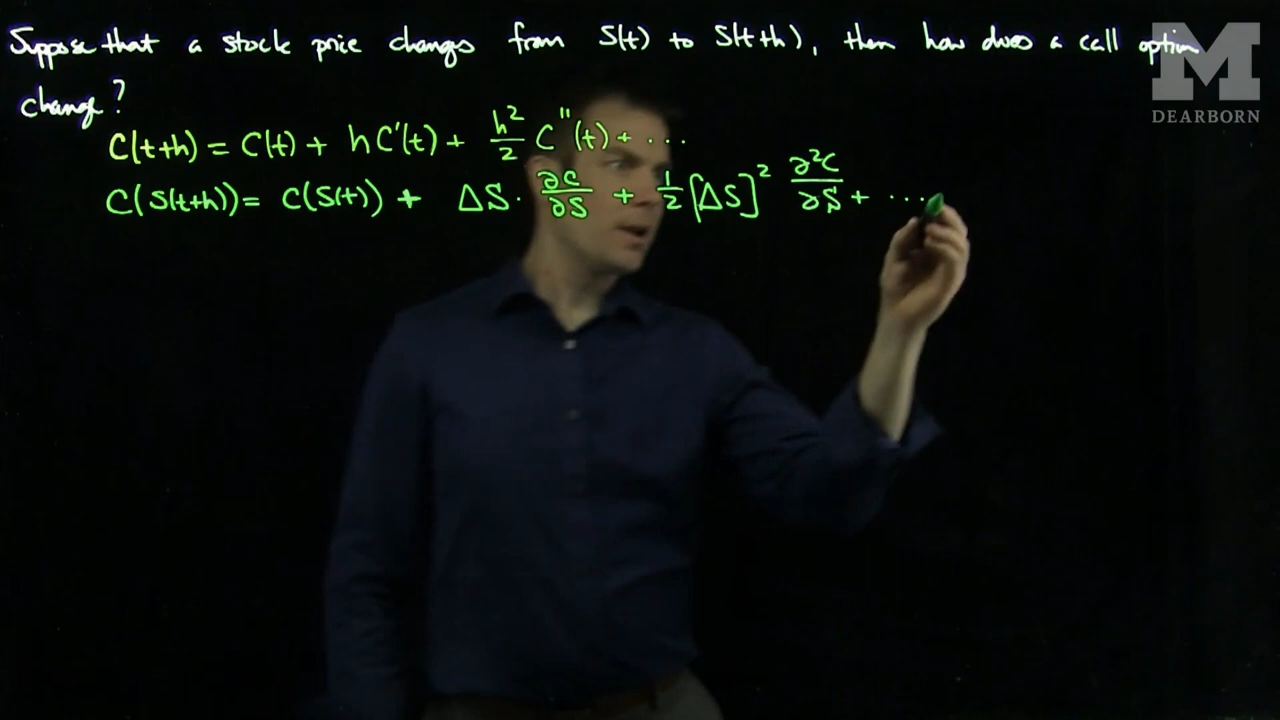 Suppose that a stock price changes from S(t) to S(t+h), then how does a call option
change?
C(t+h) = C(t) + hC'(t) + h²/2 C''(t) + ...
C(S(t+h)) = C(S(t)) + ΔS · ∂C/∂S + 1/2 [ΔS]² ∂²C/∂S + ...
M
DEARBORN